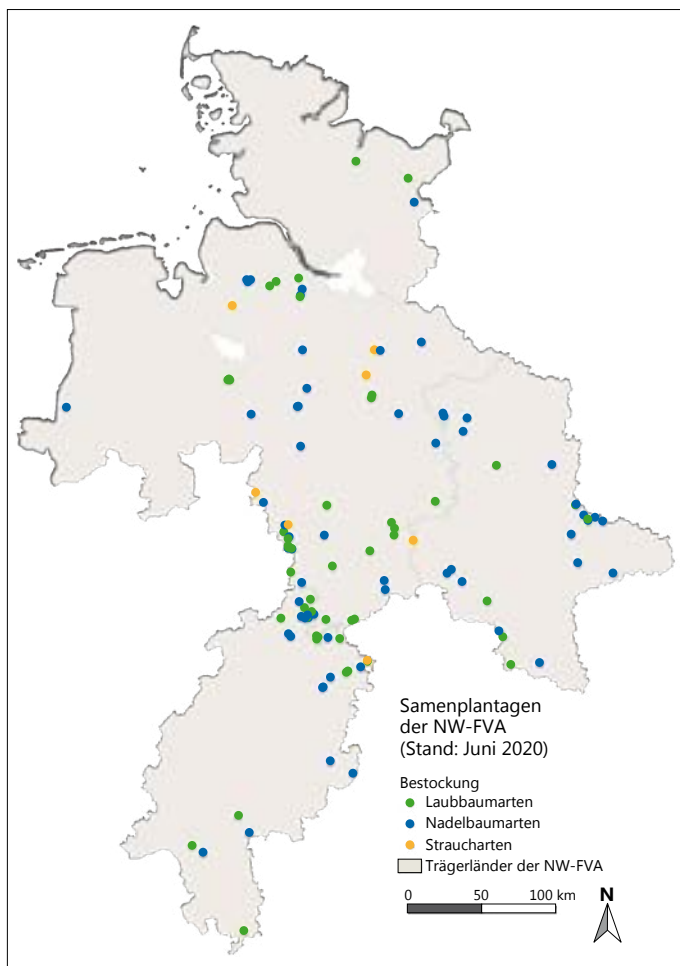 Samenplantagen
der NW-FVA
(Stand: Juni 2020)
Bestockung
Laubbaumarten
Nadelbaumarten
Straucharten
Trägerländer der NW-FVA
0 50 100 km
N